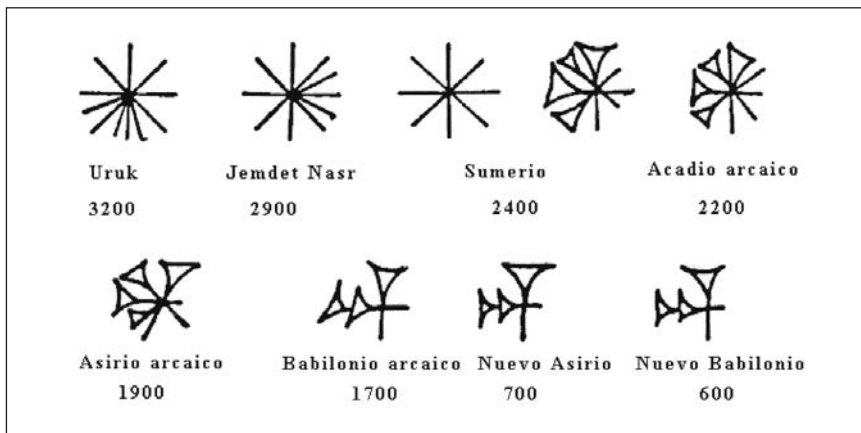 Uruk Jemdet Nasr Sumerio Acadio arcaico
3200 2900 2400 2200
Asirio arcaico Babilonio arcaico Nuevo Asirio Nuevo Babilonio
1900 1700 700 600